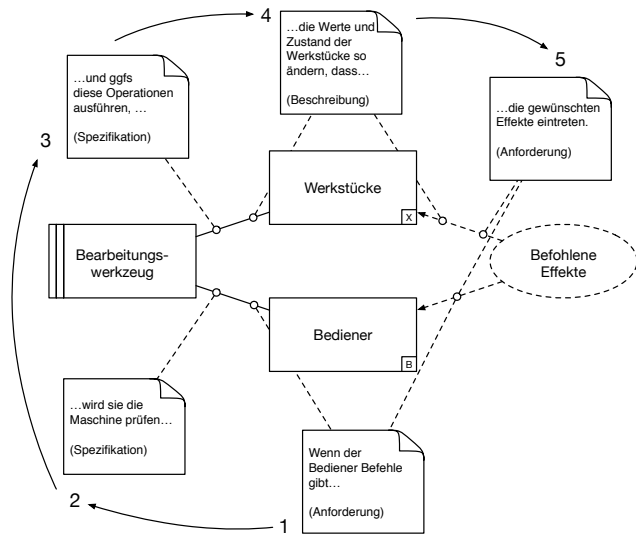 4
…die Werte und
Zustand der
Werkstücke so
ändern, dass…
(Beschreibung)
5
…und ggfs
diese Operationen
ausführen, …
(Spezifikation)
…die gewünschten
Effekte eintreten.
(Anforderung)
3
Werkstücke
X
Bearbeitungs-
werkzeug
Befohlene
Effekte
Bediener
B
…wird sie die
Maschine prüfen…
(Spezifikation)
Wenn der
Bediener Befehle
gibt…
(Anforderung)
2
1